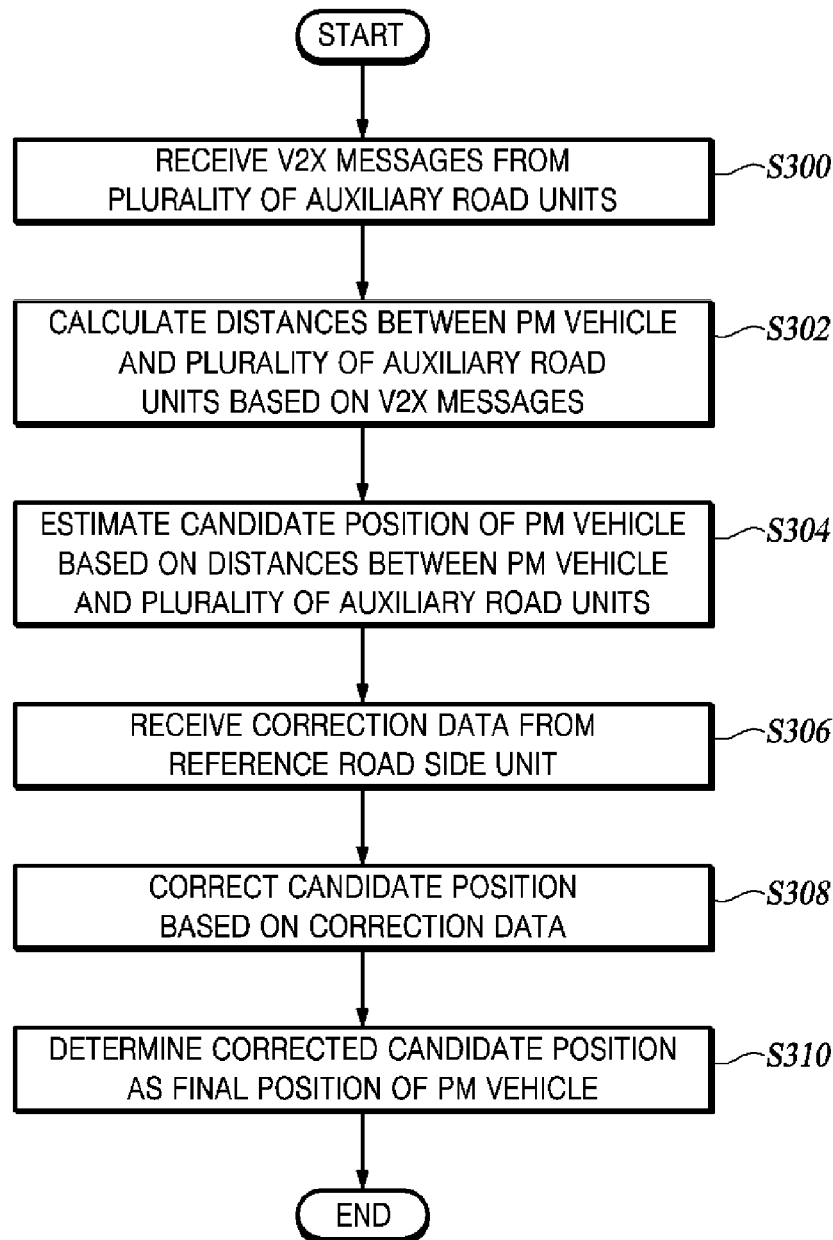 START
RECEIVE V2X MESSAGES FROM
PLURALITY OF AUXILIARY ROAD UNITS
S300
CALCULATE DISTANCES BETWEEN PM VEHICLE
AND PLURALITY OF AUXILIARY ROAD
UNITS BASED ON V2X MESSAGES
S302
ESTIMATE CANDIDATE POSITION OF PM VEHICLE
BASED ON DISTANCES BETWEEN PM VEHICLE
AND PLURALITY OF AUXILIARY ROAD UNITS
S304
RECEIVE CORRECTION DATA FROM
REFERENCE ROAD SIDE UNIT
S306
CORRECT CANDIDATE POSITION
BASED ON CORRECTION DATA
S308
DETERMINE CORRECTED CANDIDATE POSITION
AS FINAL POSITION OF PM VEHICLE
S310
END